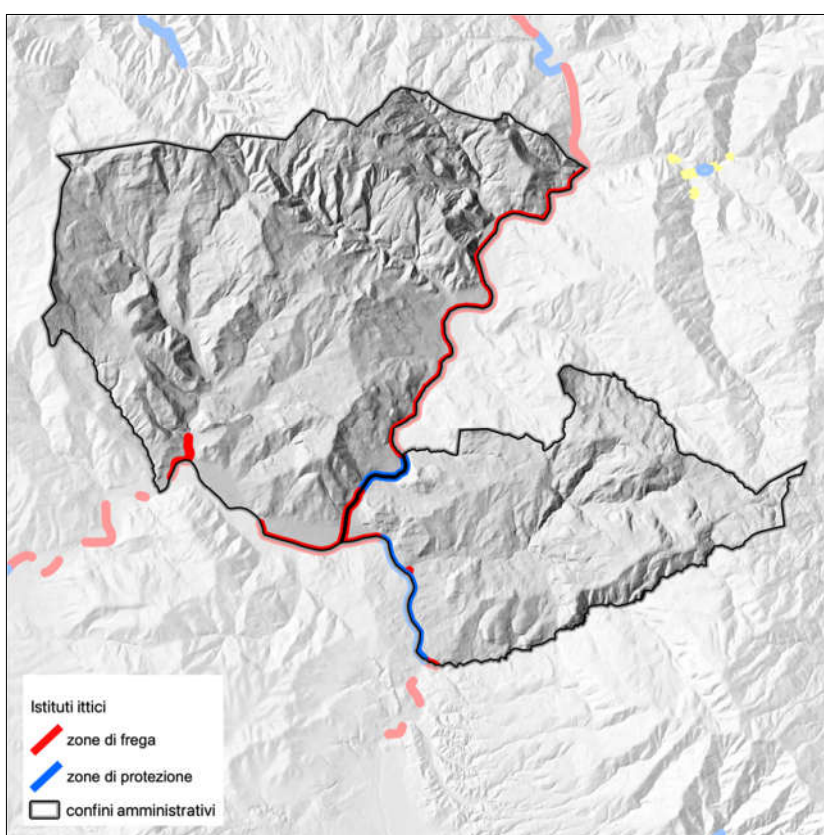 Istituti ittici
zone di frega
zone di protezione
confini amministrativi